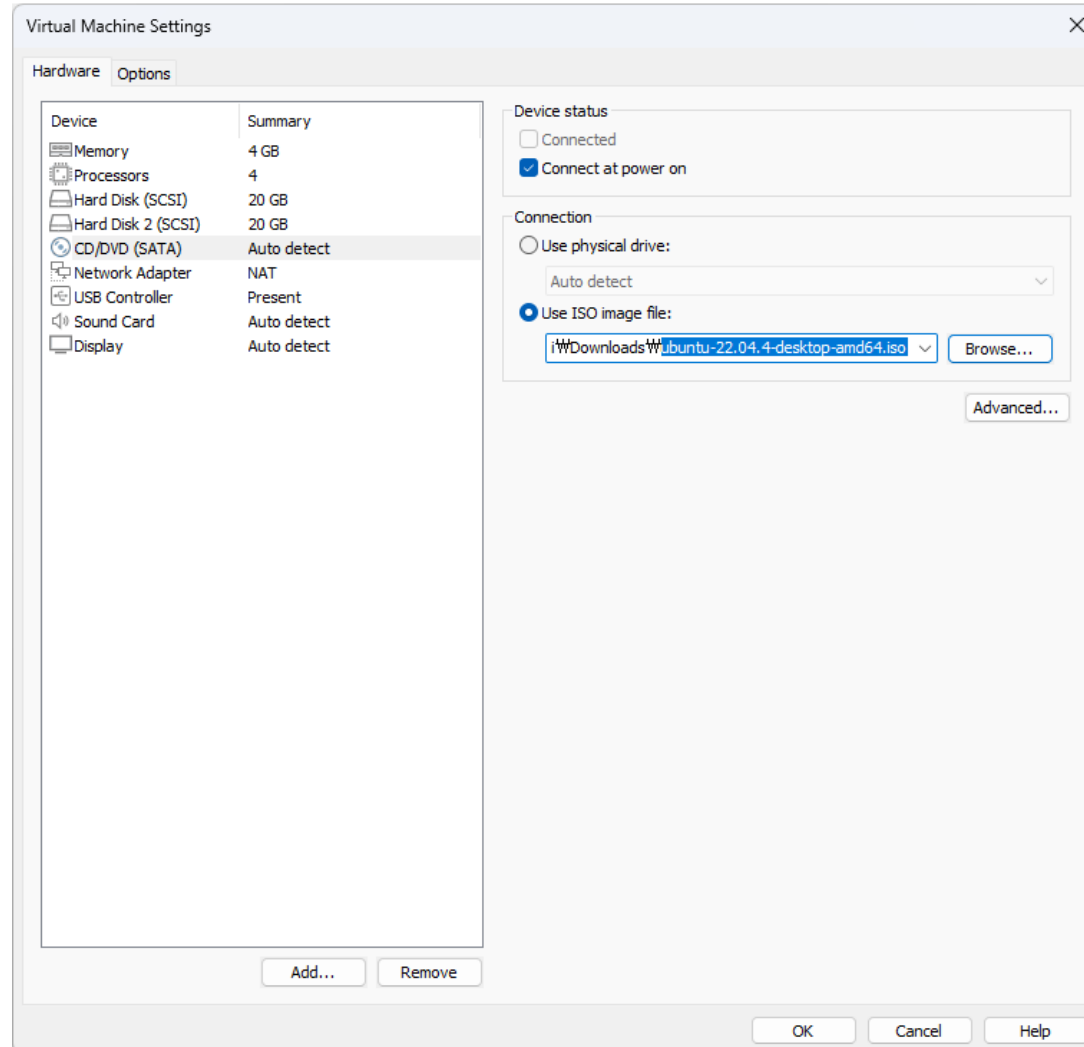 Virtual Machine Settings
Hardware Options
Device Summary
Memory 4 GB
Processors 4
Hard Disk (SCSI) 20 GB
Hard Disk 2 (SCSI) 20 GB
CD/DVD (SATA) Auto detect
Network Adapter NAT
USB Controller Present
Sound Card Auto detect
Display Auto detect
Add... Remove
Device status
Connected
Connect at power on
Connection
Use physical drive:
Auto detect
Use ISO image file:
i₩Downloads₩ubuntu-22.04.4-desktop-amd64.iso Browse...
Advanced...
OK Cancel Help